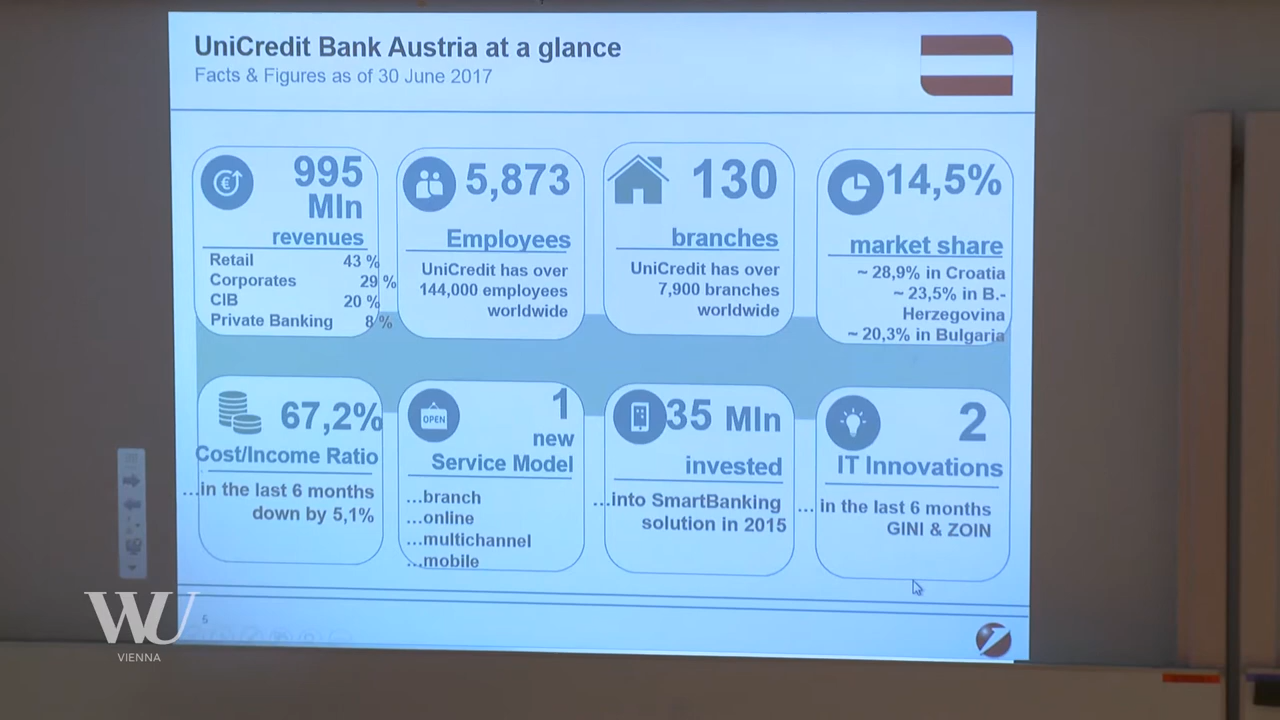 UniCredit Bank Austria at a glance
Facts & Figures as of 30 June 2017
995
Mln
revenues
Retail 43 %
Corporates 29 %
CIB 20 %
Private Banking 8 %
5,873
Employees
UniCredit has over
144,000 employees
worldwide
130
branches
UniCredit has over
7,900 branches
worldwide
14,5%
market share
~ 28,9% in Croatia
~ 23,5% in B.-
Herzegovina
~ 20,3% in Bulgaria
67,2%
Cost/Income Ratio
...in the last 6 months
down by 5,1%
OPEN
1
new
Service Model
...branch
...online
...multichannel
...mobile
35 Mln
invested
...into SmartBanking
solution in 2015
2
IT Innovations
... in the last 6 months
GINI & ZOIN
WU
VIENNA